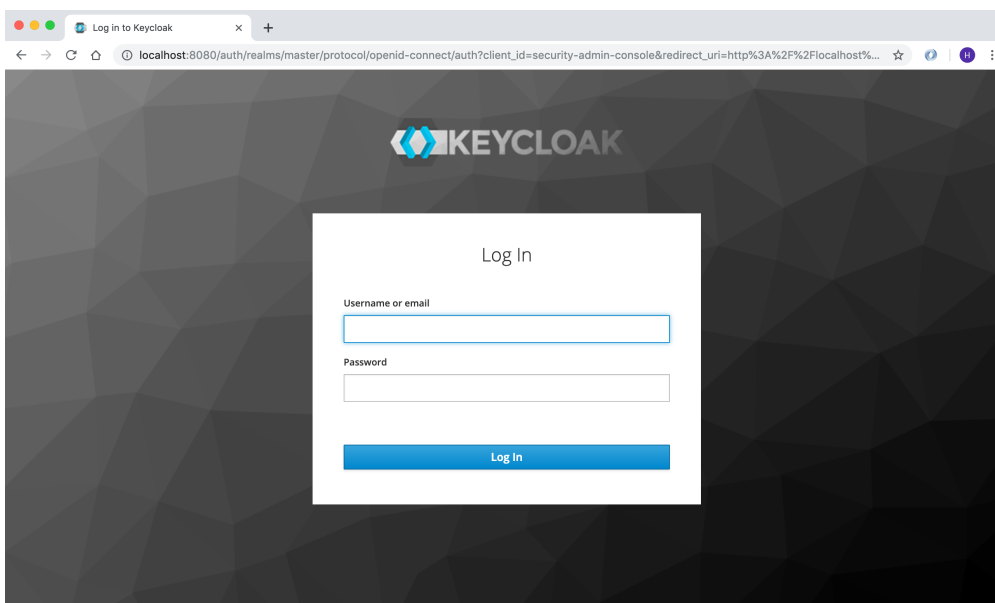 Log in to Keycloak
localhost:8080/auth/realms/master/protocol/openid-connect/auth?client_id=security-admin-console&redirect_uri=http%3A%2F%2Flocalhost%...
H
KEYCLOAK
Log In
Username or email
Password
Log In